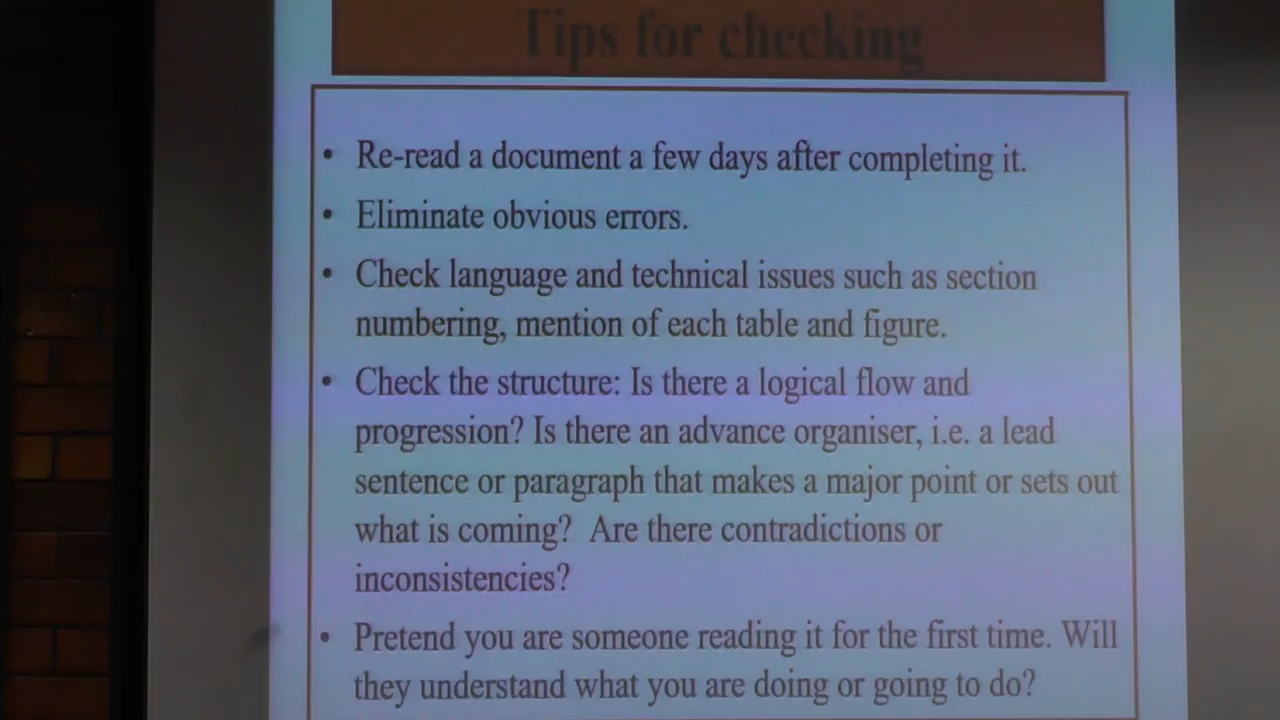 Tips for checking
• Re-read a document a few days after completing it.
• Eliminate obvious errors.
• Check language and technical issues such as section
numbering, mention of each table and figure.
• Check the structure: Is there a logical flow and
progression? Is there an advance organiser, i.e. a lead
sentence or paragraph that makes a major point or sets out
what is coming?  Are there contradictions or
inconsistencies?
• Pretend you are someone reading it for the first time. Will
they understand what you are doing or going to do?